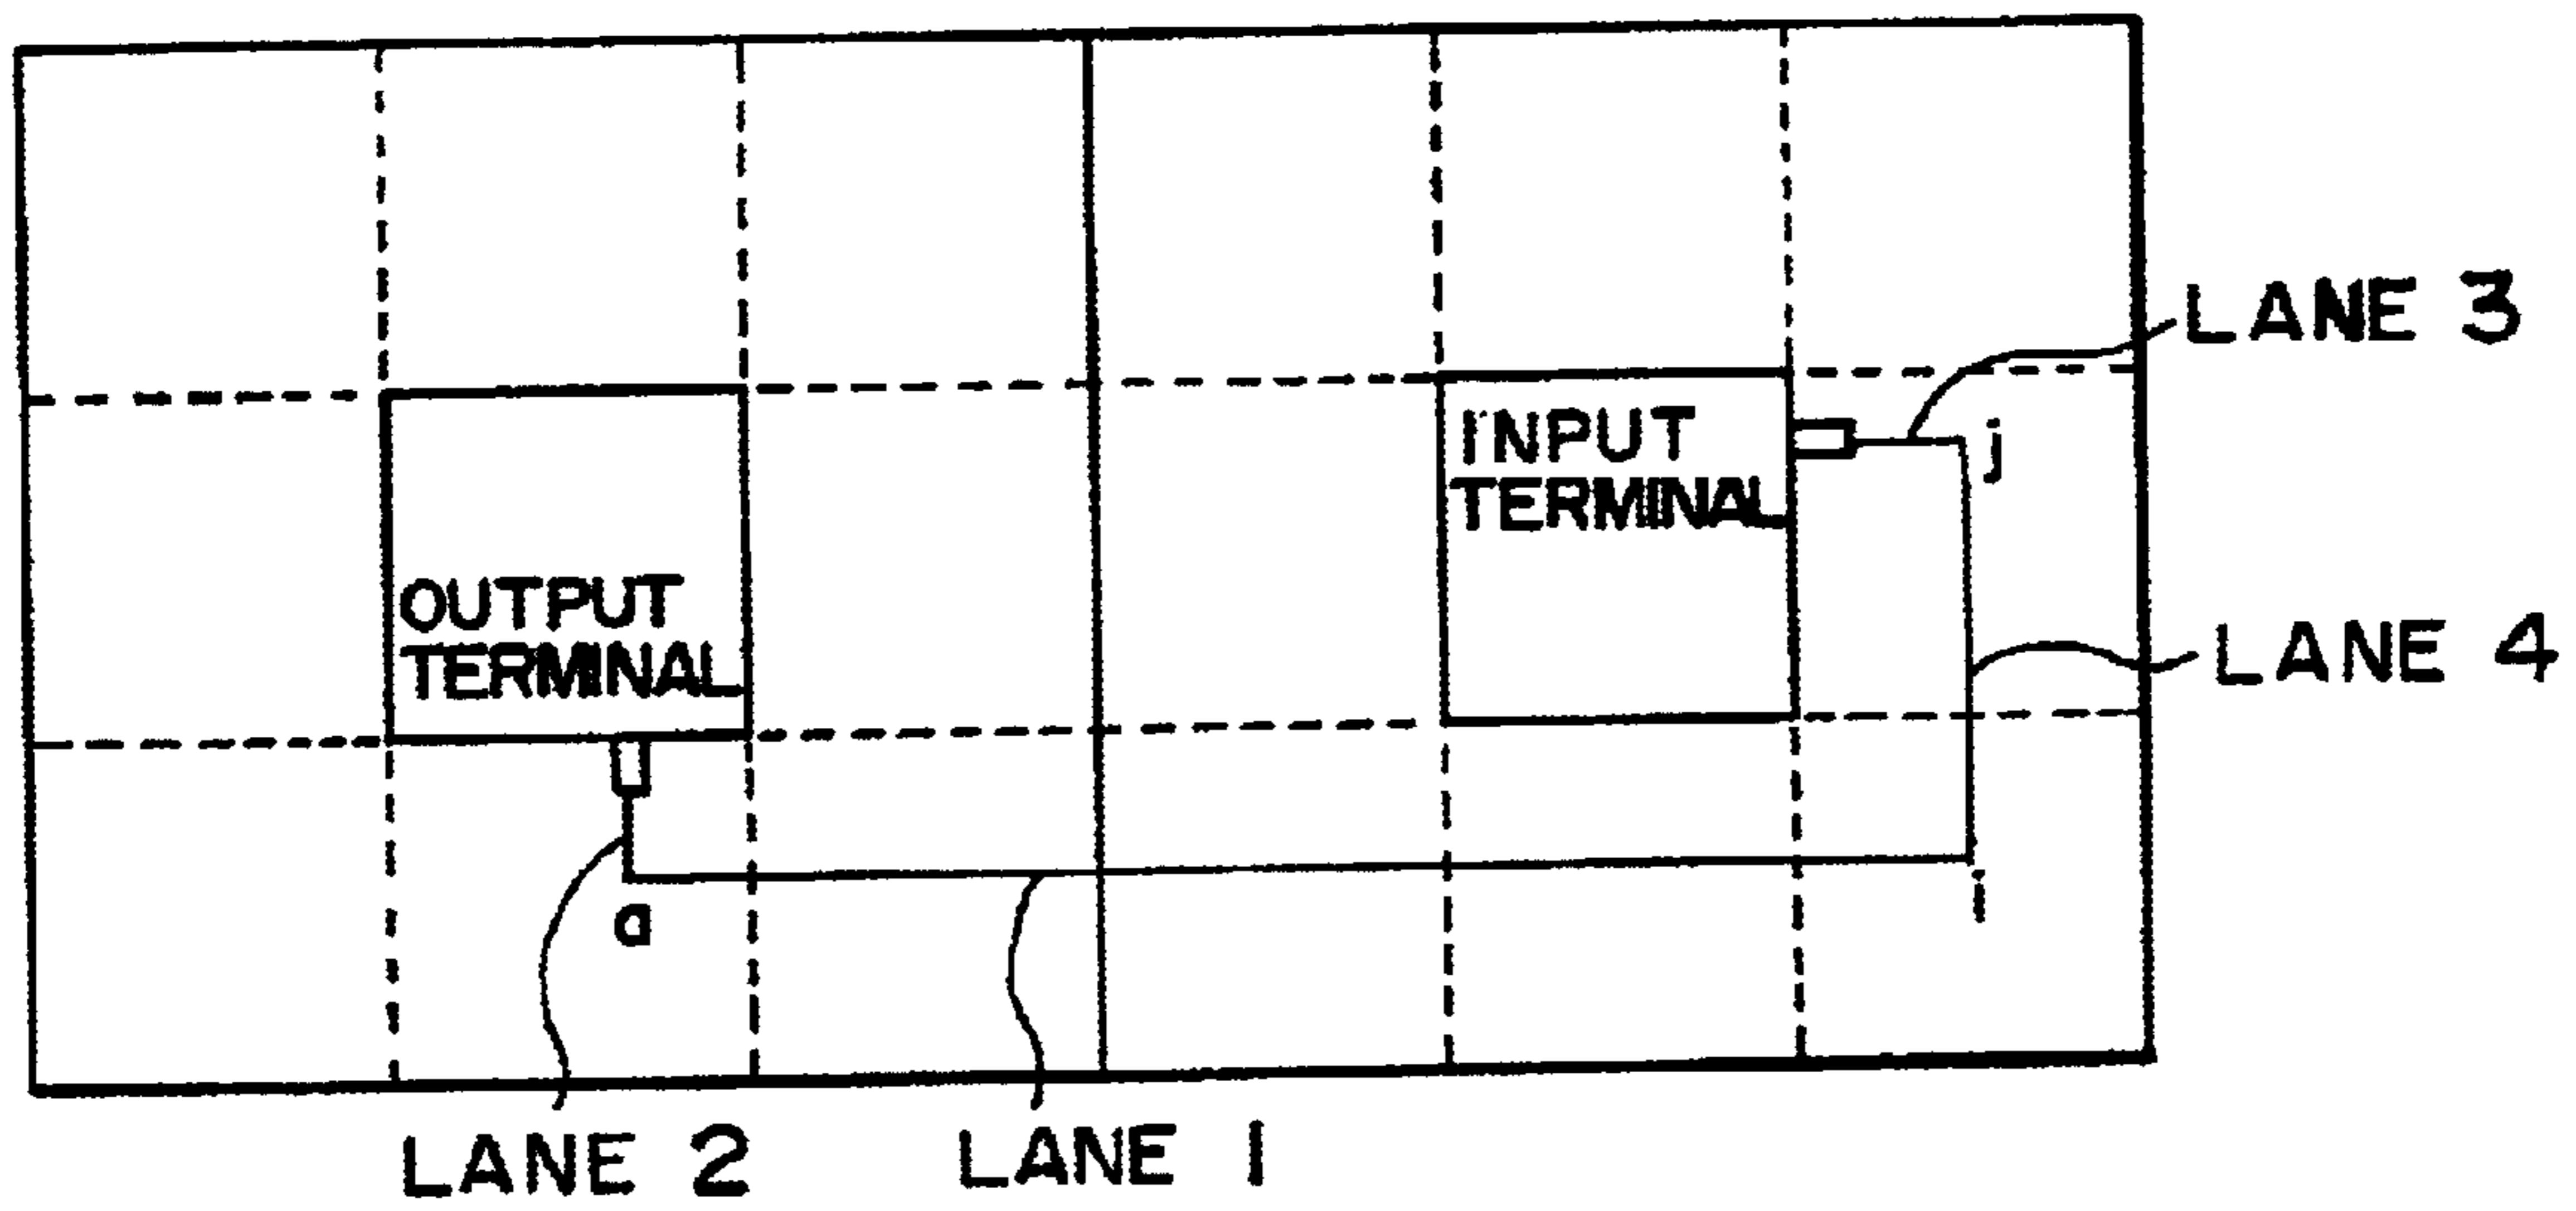 LANE 3
INPUT
TERMINAL
j
OUTPUT
TERMINAL
LANE 4
a
i
LANE 2
LANE 1